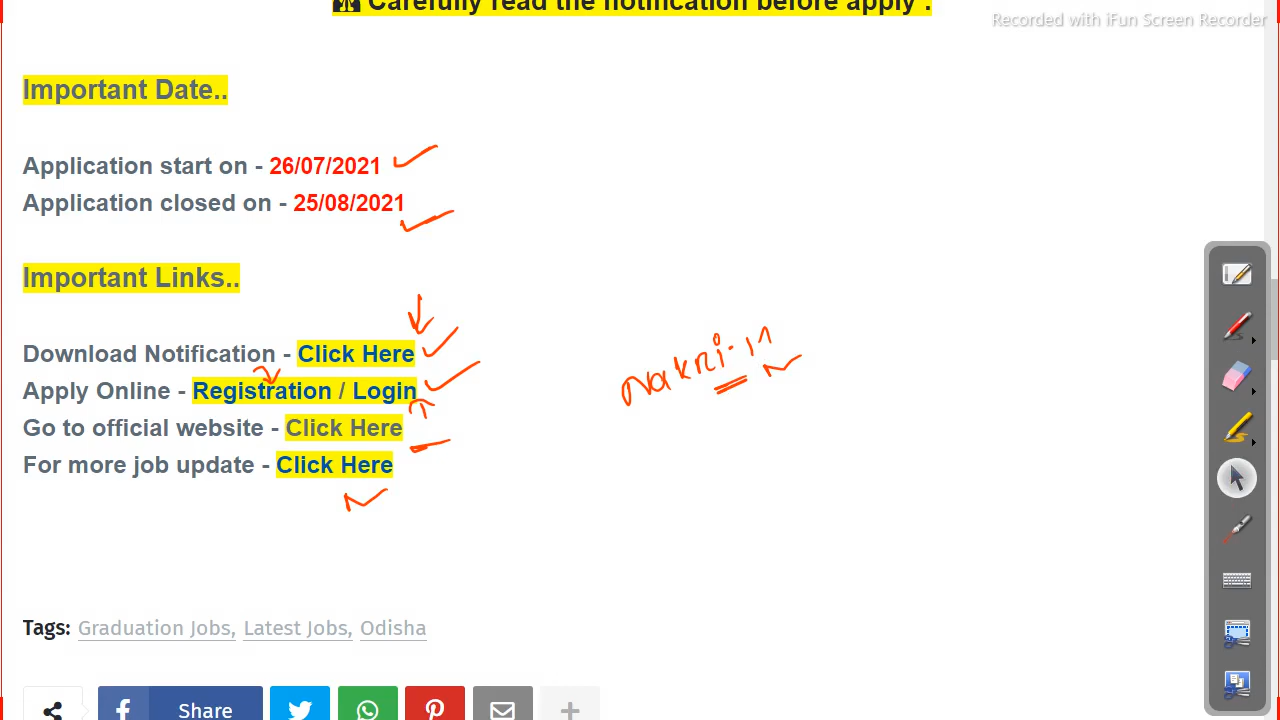 Carefully read the notification before apply .
Recorded with iFun Screen Recorder
Important Date..
Application start on - 26/07/2021
Application closed on - 25/08/2021
Important Links..
Download Notification - Click Here
Apply Online - Registration / Login
Go to official website - Click Here
For more job update - Click Here
Nakri.in
Tags: Graduation Jobs, Latest Jobs, Odisha
Share